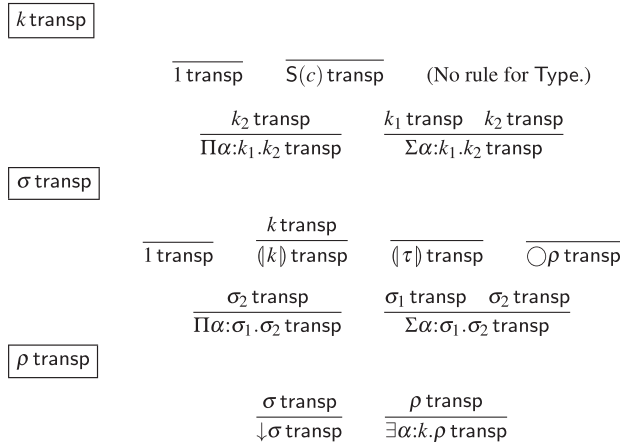 k transp
1 transp    S(c) transp    (No rule for Type.)
k₂ transp    k₁ transp  k₂ transp
Πα:k₁.k₂ transp    Σα:k₁.k₂ transp
σ transp
k transp
1 transp    ⦇k⦈ transp    ⦇τ⦈ transp    ◯ρ transp
σ₂ transp    σ₁ transp  σ₂ transp
Πα:σ₁.σ₂ transp    Σα:σ₁.σ₂ transp
ρ transp
σ transp    ρ transp
↓σ transp    ∃α:k.ρ transp